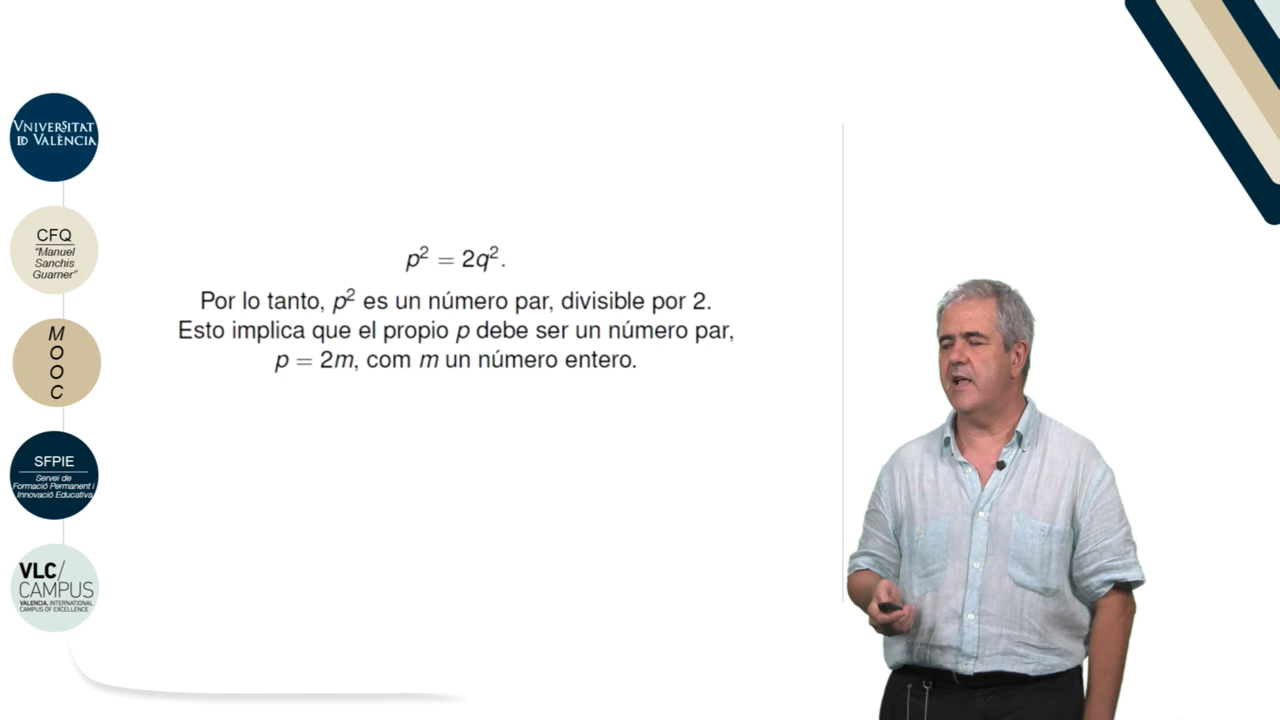 VNIVERSITAT
ID VALÈNCIA
CFQ
“Manuel
Sanchis
Guarner”
M
O
O
C
SFPIE
Servei de
Formació Permanent i
Innovació Educativa
VLC/
CAMPUS
VALENCIA, INTERNATIONAL
CAMPUS OF EXCELLENCE
p² = 2q².
Por lo tanto, p² es un número par, divisible por 2.
Esto implica que el propio p debe ser un número par,
p = 2m, com m un número entero.